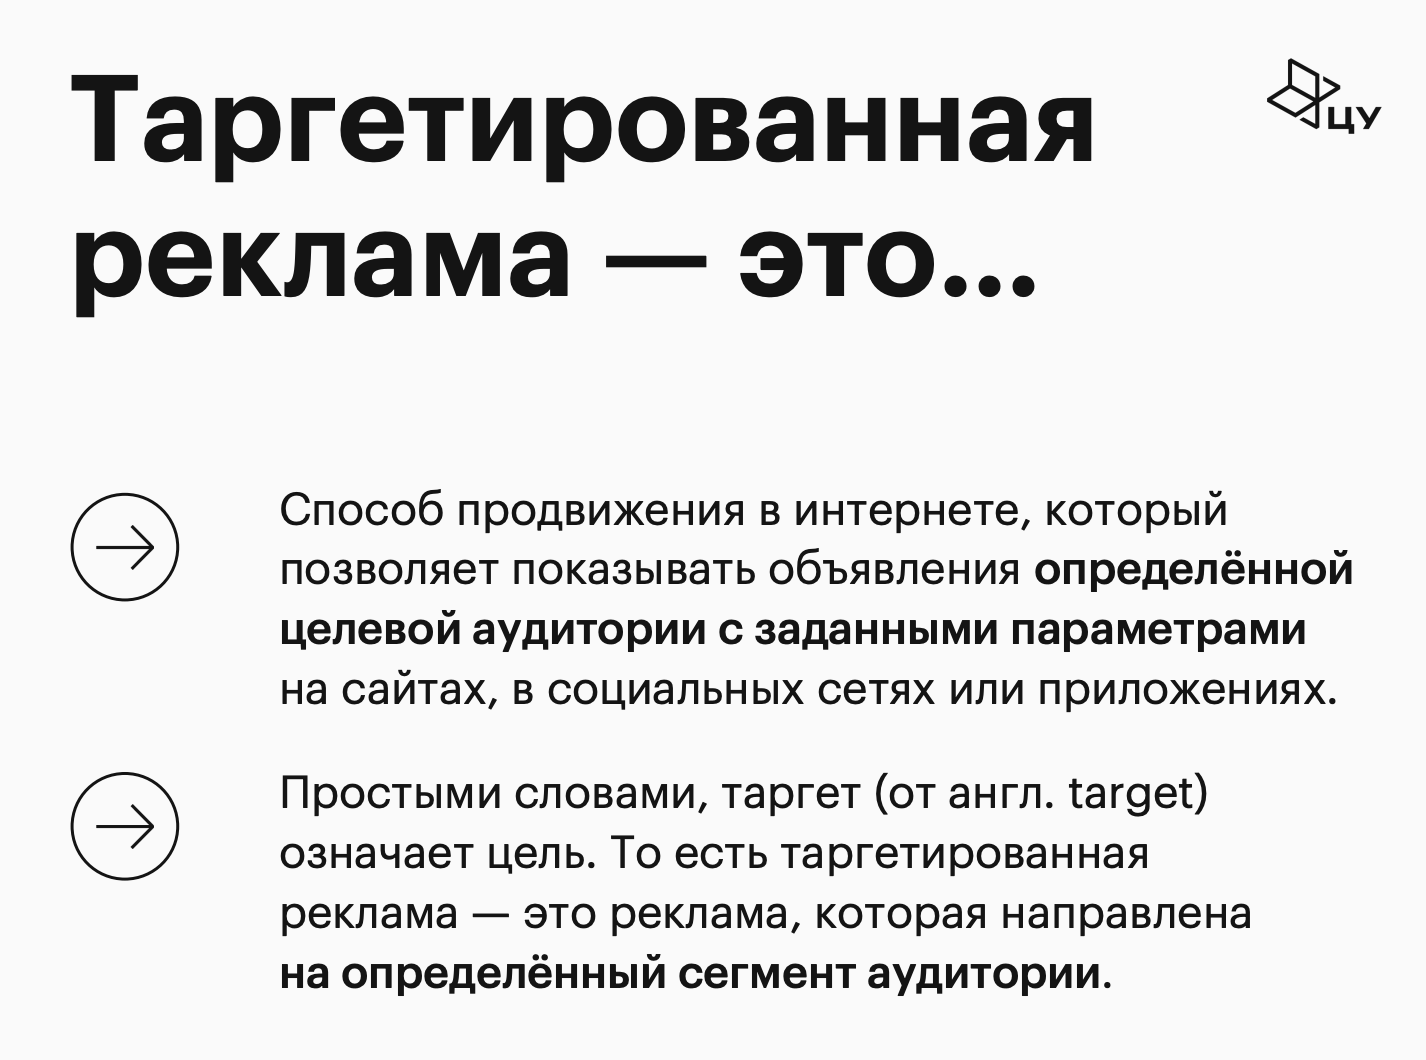 Таргетированная
реклама — это...
ЦУ
Способ продвижения в интернете, который
позволяет показывать объявления определённой
целевой аудитории с заданными параметрами
на сайтах, в социальных сетях или приложениях.
Простыми словами, таргет (от англ. target)
означает цель. То есть таргетированная
реклама — это реклама, которая направлена
на определённый сегмент аудитории.